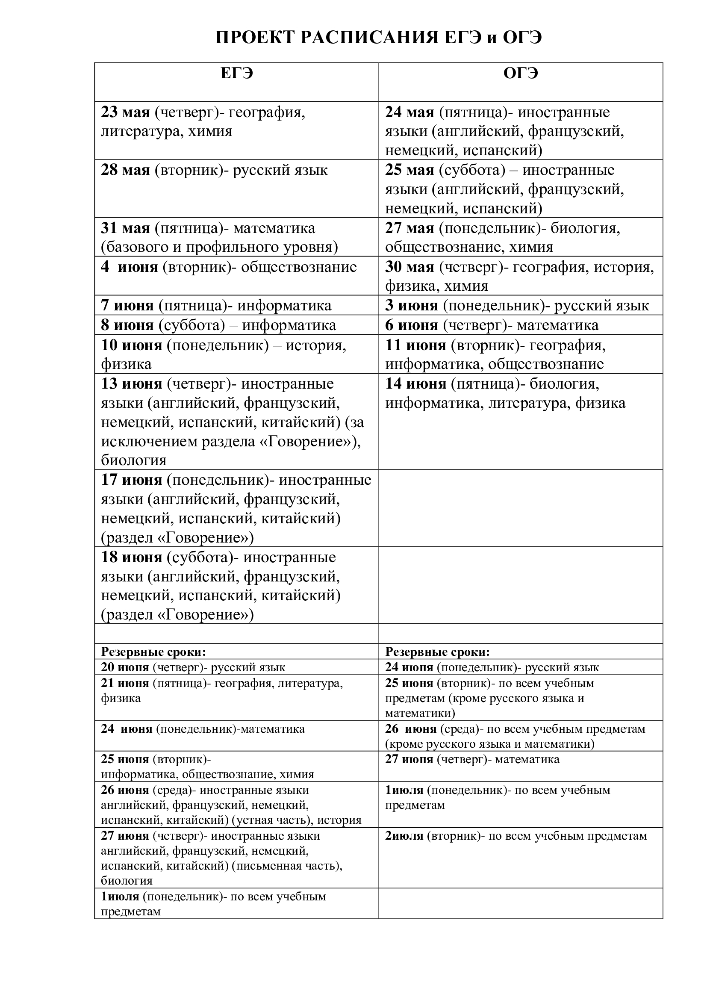 ПРОЕКТ РАСПИСАНИЯ ЕГЭ и ОГЭ
ЕГЭ
ОГЭ
23 мая (четверг)- география,
литература, химия
24 мая (пятница)- иностранные
языки (английский, французский,
немецкий, испанский)
28 мая (вторник)- русский язык
25 мая (суббота) – иностранные
языки (английский, французский,
немецкий, испанский)
31 мая (пятница)- математика
(базового и профильного уровня)
27 мая (понедельник)- биология,
обществознание, химия
4  июня (вторник)- обществознание
30 мая (четверг)- география, история,
физика, химия
7 июня (пятница)- информатика
3 июня (понедельник)- русский язык
8 июня (суббота) – информатика
6 июня (четверг)- математика
10 июня (понедельник) – история,
физика
11 июня (вторник)- география,
информатика, обществознание
13 июня (четверг)- иностранные
языки (английский, французский,
немецкий, испанский, китайский) (за
исключением раздела «Говорение»),
биология
14 июня (пятница)- биология,
информатика, литература, физика
17 июня (понедельник)- иностранные
языки (английский, французский,
немецкий, испанский, китайский)
(раздел «Говорение»)
18 июня (суббота)- иностранные
языки (английский, французский,
немецкий, испанский, китайский)
(раздел «Говорение»)
Резервные сроки:
Резервные сроки:
20 июня (четверг)- русский язык
24 июня (понедельник)- русский язык
21 июня (пятница)- география, литература,
физика
25 июня (вторник)- по всем учебным
предметам (кроме русского языка и
математики)
24  июня (понедельник)-математика
26  июня (среда)- по всем учебным предметам
(кроме русского языка и математики)
25 июня (вторник)-
информатика, обществознание, химия
27 июня (четверг)- математика
26 июня (среда)- иностранные языки
английский, французский, немецкий,
испанский, китайский) (устная часть), история
1июля (понедельник)- по всем учебным
предметам
27 июня (четверг)- иностранные языки
английский, французский, немецкий,
испанский, китайский) (письменная часть),
биология
2июля (вторник)- по всем учебным предметам
1июля (понедельник)- по всем учебным
предметам